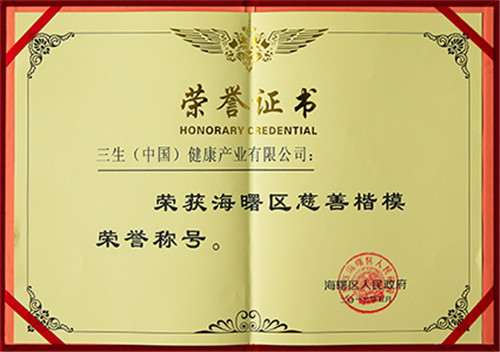 荣誉证书
HONORARY CREDENTIAL
三生（中国）健康产业有限公司：
荣获海曙区慈善楷模
荣誉称号。
海曙区人民政府